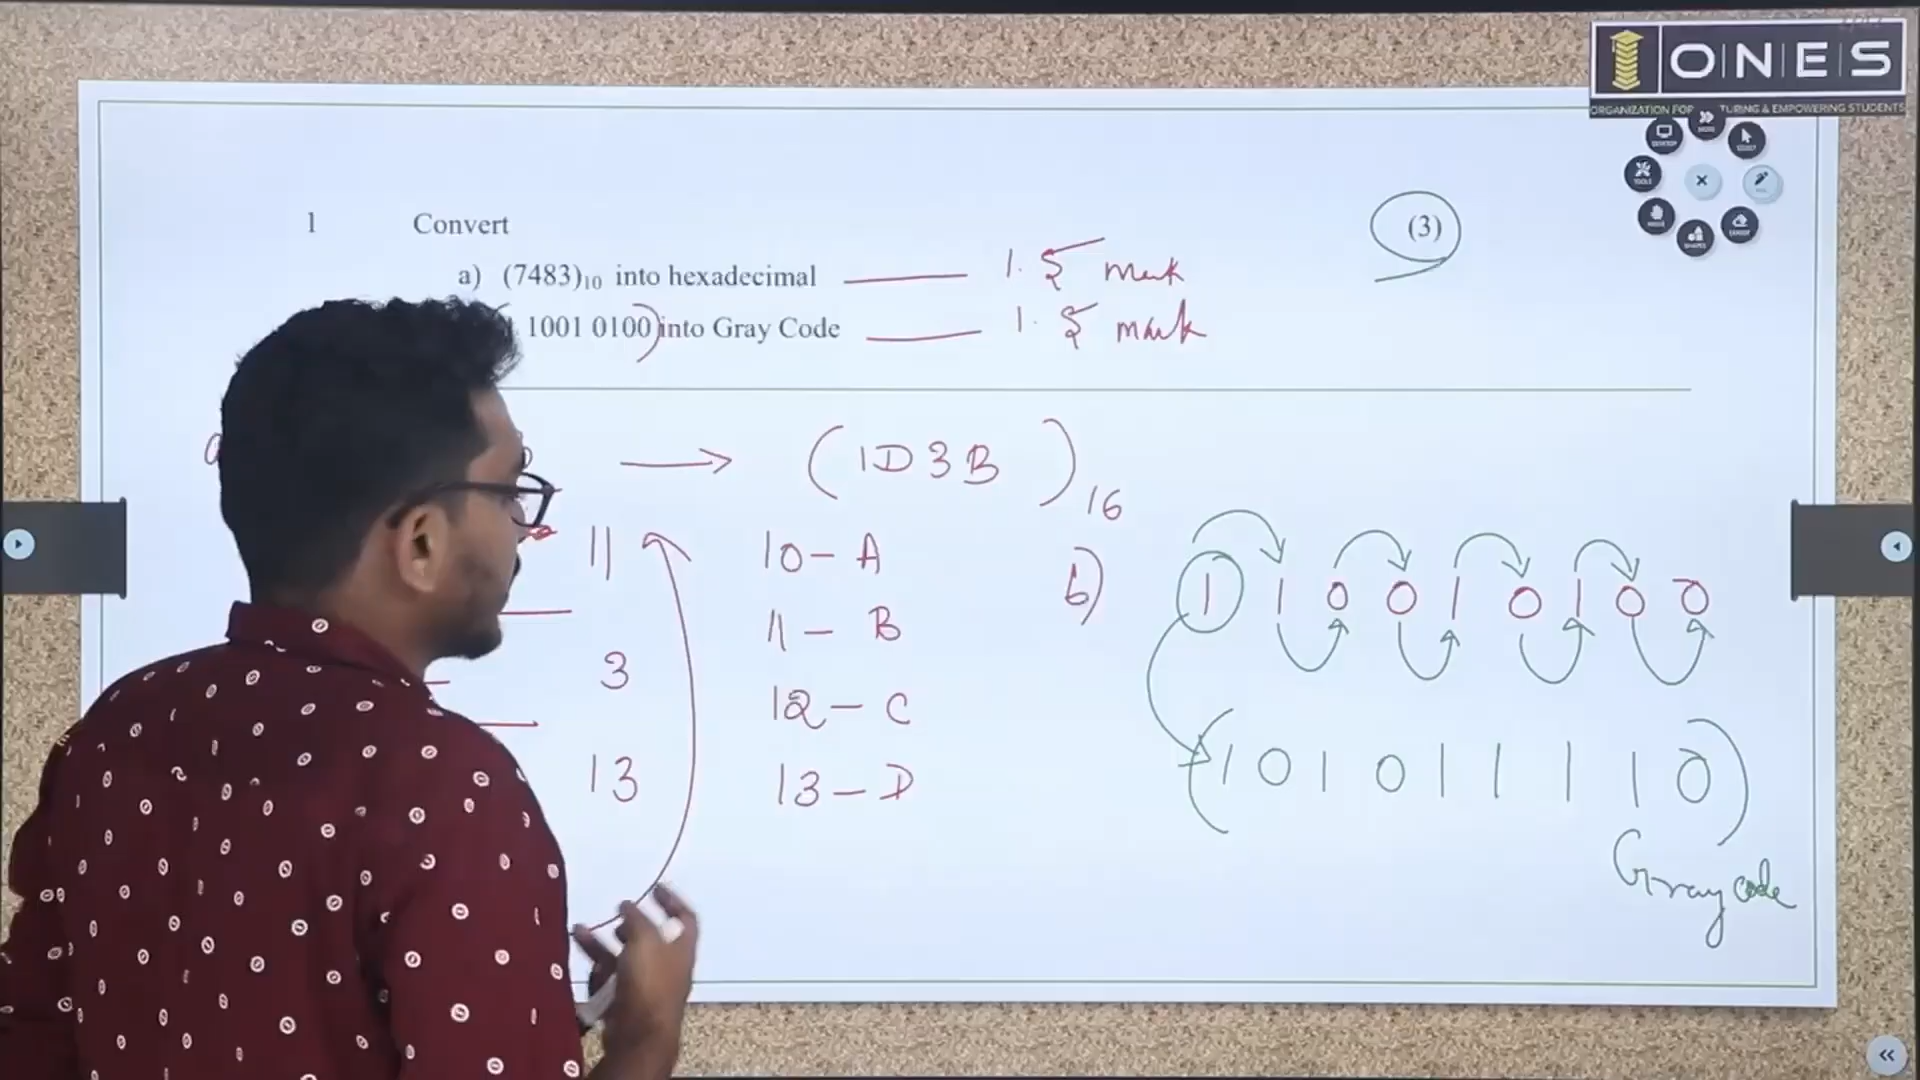 ONES
ORGANIZATION FOR TURING & EMPOWERING STUDENTS
1 Convert (3)
a) (7483)10 into hexadecimal 1.5 mark
1001 0100) into Gray Code 1.5 mark
→ (1D3B)16
11 10 - A
11 - B
3 12 - C
13 13 - D
b) 1 1 0 0 1 0 1 0 0
(1 0 1 0 1 1 1 1 0)
Gray code